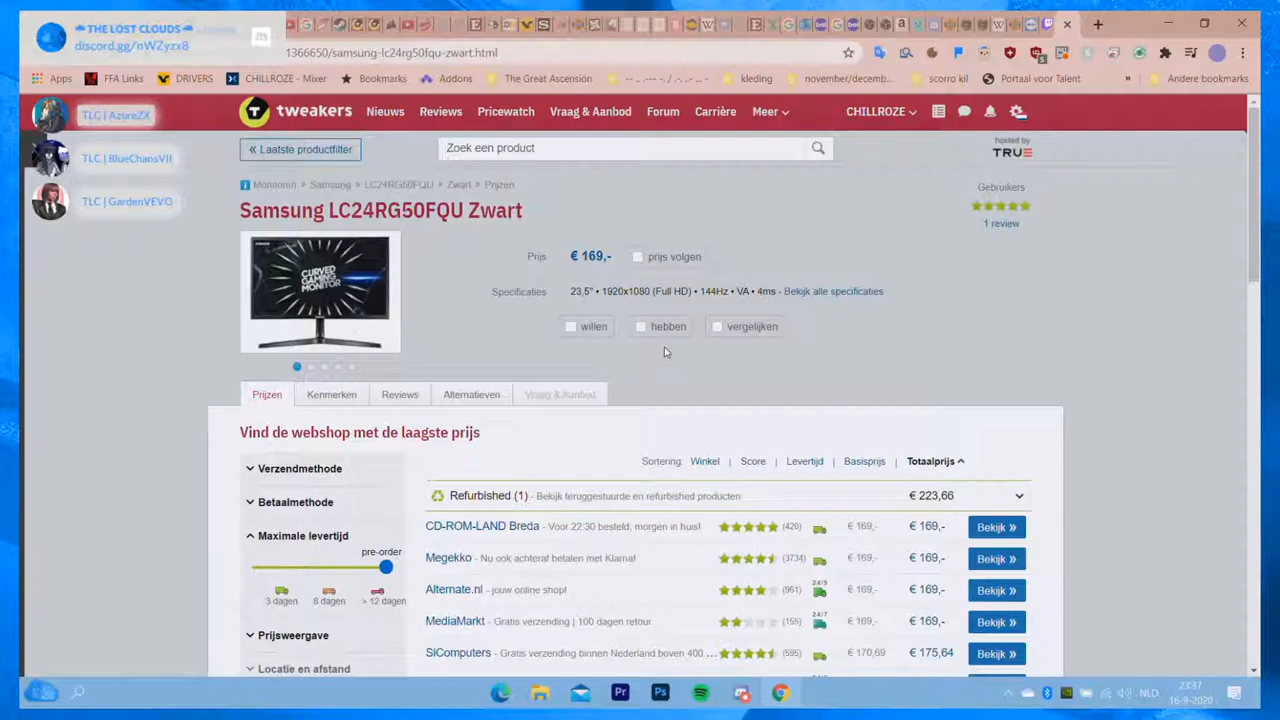 THE LOST CLOUDS
discord.gg/nWZyzx8
1366650/samsung-lc24rg50fqu-zwart.html
Apps FFA Links DRIVERS CHILLROZE - Mixer Bookmarks Addons The Great Ascension -- .. -- . / .- . / .. kleding november/decemb... scorro kil Portaal voor Talent » Andere bookmarks
TLC | AzureZX
TLC | BlueChaosVII
TLC | GardenVEVO
tweakers Nieuws Reviews Pricewatch Vraag & Aanbod Forum Carrière Meer CHILLROZE
« Laatste productfilter
Zoek een product
hosted by
TRUE
Monitoren » Samsung » LC24RG50FQU » Zwart » Prijzen
Gebruikers
1 review
Samsung LC24RG50FQU Zwart
SAMSUNG
CURVED
GAMING
MONITOR
Prijs € 169,- prijs volgen
Specificaties 23,5" • 1920x1080 (Full HD) • 144Hz • VA • 4ms - Bekijk alle specificaties
willen hebben vergelijken
Prijzen Kenmerken Reviews Alternatieven Vraag & Aanbod
Vind de webshop met de laagste prijs
Sortering: Winkel | Score | Levertijd | Basisprijs | Totaalprijs
Verzendmethode
Betaalmethode
Maximale levertijd
pre-order
3 dagen 8 dagen > 12 dagen
Prijsweergave
Locatie en afstand
Refurbished (1) - Bekijk teruggestuurde en refurbished producten € 223,66
CD-ROM-LAND Breda - Voor 22:30 besteld, morgen in huis! (420) € 169,- € 169,- Bekijk »
Megekko - Nu ook achteraf betalen met Klarna! (3734) € 169,- € 169,- Bekijk »
Alternate.nl - jouw online shop! (961) 24/5 € 169,- € 169,- Bekijk »
MediaMarkt - Gratis verzending | 100 dagen retour (155) 24/7 € 169,- € 169,- Bekijk »
SiComputers - Gratis verzending binnen Nederland boven 400 ... (595) € 170,69 € 175,64 Bekijk »
Pr Ps NLD 23:37
16-9-2020